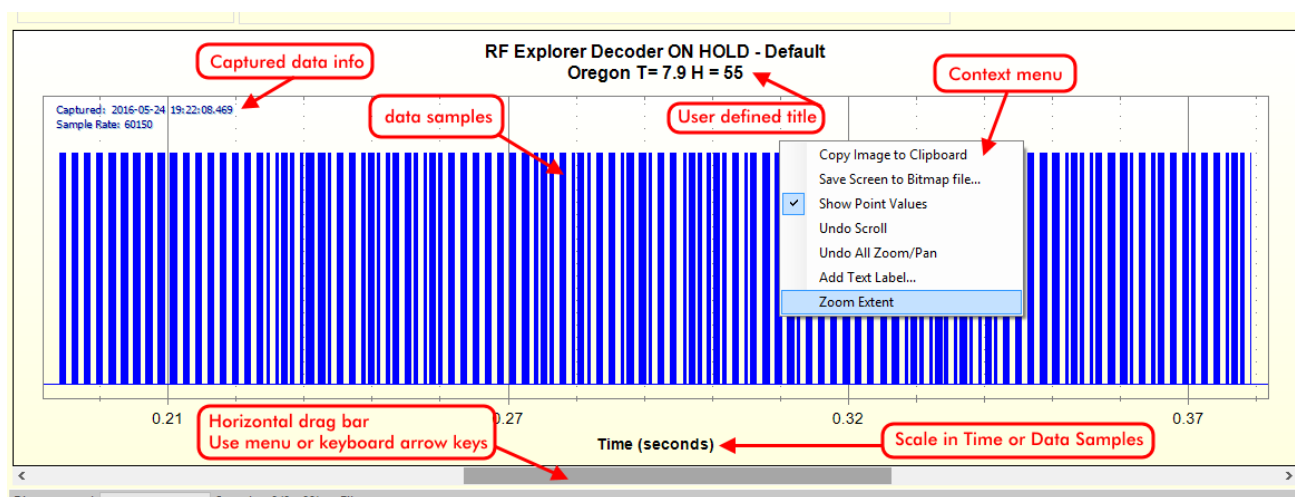 RF Explorer Decoder ON HOLD - Default
Oregon T= 7.9 H = 55
Captured data info
Context menu
Captured: 2016-05-24 19:22:08.469
Sample Rate: 60150
data samples
User defined title
Copy Image to Clipboard
Save Screen to Bitmap file...
Show Point Values
Undo Scroll
Undo All Zoom/Pan
Add Text Label...
Zoom Extent
0.21
0.27
0.32
0.37
Horizontal drag bar
Use menu or keyboard arrow keys
Time (seconds)
Scale in Time or Data Samples